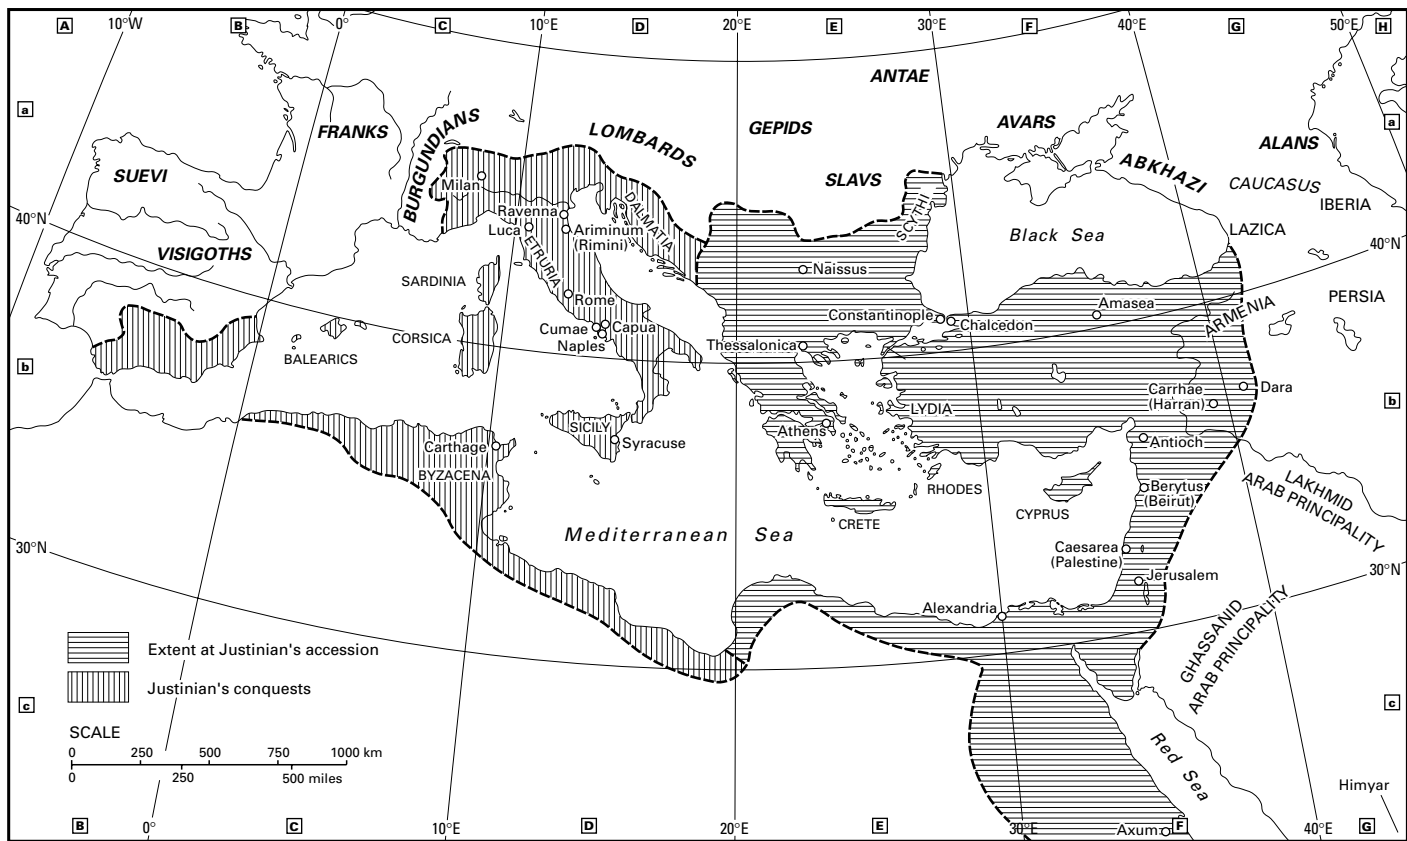 A 10°W B 0° C 10°E D 20°E E 30°E F 40°E G 50°E H
ANTAE
a
FRANKS
BURGUNDIANS
LOMBARDS
GEPIDS
AVARS
a
ALANS
SUEVI
Milan
SLAVS
ABKHAZI
CAUCASUS
IBERIA
40°N
Ravenna
Luca
Ariminum
(Rimini)
DALMATIA
ETRURIA
SCYTHI
Black Sea
LAZICA
40°N
VISIGOTHS
SARDINIA
Naissus
Rome
Amasea
ARMENIA
PERSIA
Constantinople
Chalcedon
Cumae
Capua
Naples
CORSICA
BALEARICS
Thessalonica
b
Carrhae
(Harran)
Dara
b
LYDIA
SICILY
Syracuse
Athens
Carthage
Antioch
BYZACENA
RHODES
Berytus
(Beirut)
LAKHMID
ARAB PRINCIPALITY
CYPRUS
CRETE
Mediterranean Sea
30°N
Caesarea
(Palestine)
30°N
Jerusalem
Alexandria
GHASSANID
ARAB PRINCIPALITY
Extent at Justinian's accession
Justinian's conquests
c
c
SCALE
0 250 500 750 1000 km
0 250 500 miles
Red Sea
Himyar
B 0° C 10°E D 20°E E 30°E Axum F 40°E G